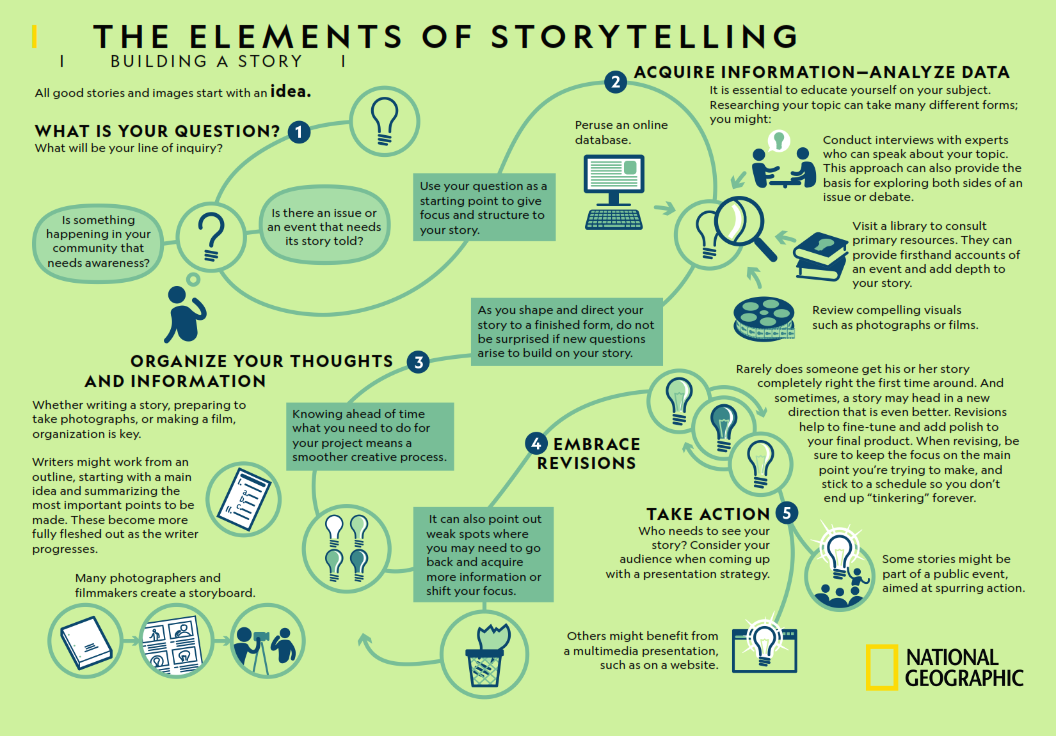 THE ELEMENTS OF STORYTELLING
BUILDING A STORY
All good stories and images start with an idea.
WHAT IS YOUR QUESTION? 1
What will be your line of inquiry?
Is something
happening in your
community that
needs awareness?
?
Is there an issue or
an event that needs
its story told?
Use your question as a
starting point to give
focus and structure to
your story.
2 ACQUIRE INFORMATION—ANALYZE DATA
It is essential to educate yourself on your subject.
Researching your topic can take many different forms;
you might:
Peruse an online
database.
Conduct interviews with experts
who can speak about your topic.
This approach can also provide the
basis for exploring both sides of an
issue or debate.
Visit a library to consult
primary resources. They can
provide firsthand accounts of
an event and add depth to
your story.
Review compelling visuals
such as photographs or films.
As you shape and direct your
story to a finished form, do not
be surprised if new questions
arise to build on your story.
ORGANIZE YOUR THOUGHTS 3
AND INFORMATION
Whether writing a story, preparing to
take photographs, or making a film,
organization is key.
Writers might work from an
outline, starting with a main
idea and summarizing the
most important points to be
made. These become more
fully fleshed out as the writer
progresses.
I.
a.
b.
c.
II.
Many photographers and
filmmakers create a storyboard.
Knowing ahead of time
what you need to do for
your project means a
smoother creative process.
It can also point out
weak spots where
you may need to go
back and acquire
more information or
shift your focus.
4 EMBRACE
REVISIONS
Rarely does someone get his or her story
completely right the first time around. And
sometimes, a story may head in a new
direction that is even better. Revisions
help to fine-tune and add polish to
your final product. When revising, be
sure to keep the focus on the main
point you're trying to make, and
stick to a schedule so you don't
end up "tinkering" forever.
TAKE ACTION 5
Who needs to see your
story? Consider your
audience when coming up
with a presentation strategy.
Some stories might be
part of a public event,
aimed at spurring action.
Others might benefit from
a multimedia presentation,
such as on a website.
NATIONAL
GEOGRAPHIC